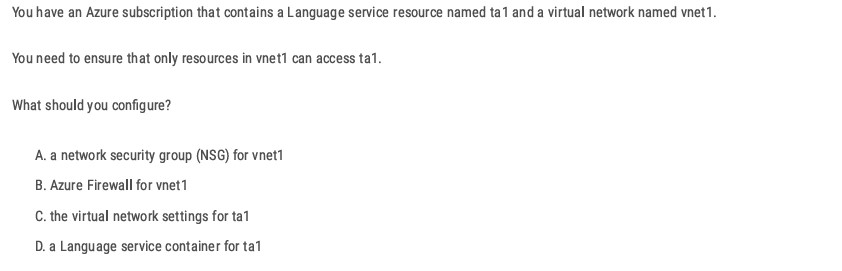 You have an Azure subscription that contains a Language service resource named ta1 and a virtual network named vnet1.
You need to ensure that only resources in vnet1 can access ta1.
What should you configure?
A. a network security group (NSG) for vnet1
B. Azure Firewall for vnet1
C. the virtual network settings for ta1
D. a Language service container for ta1